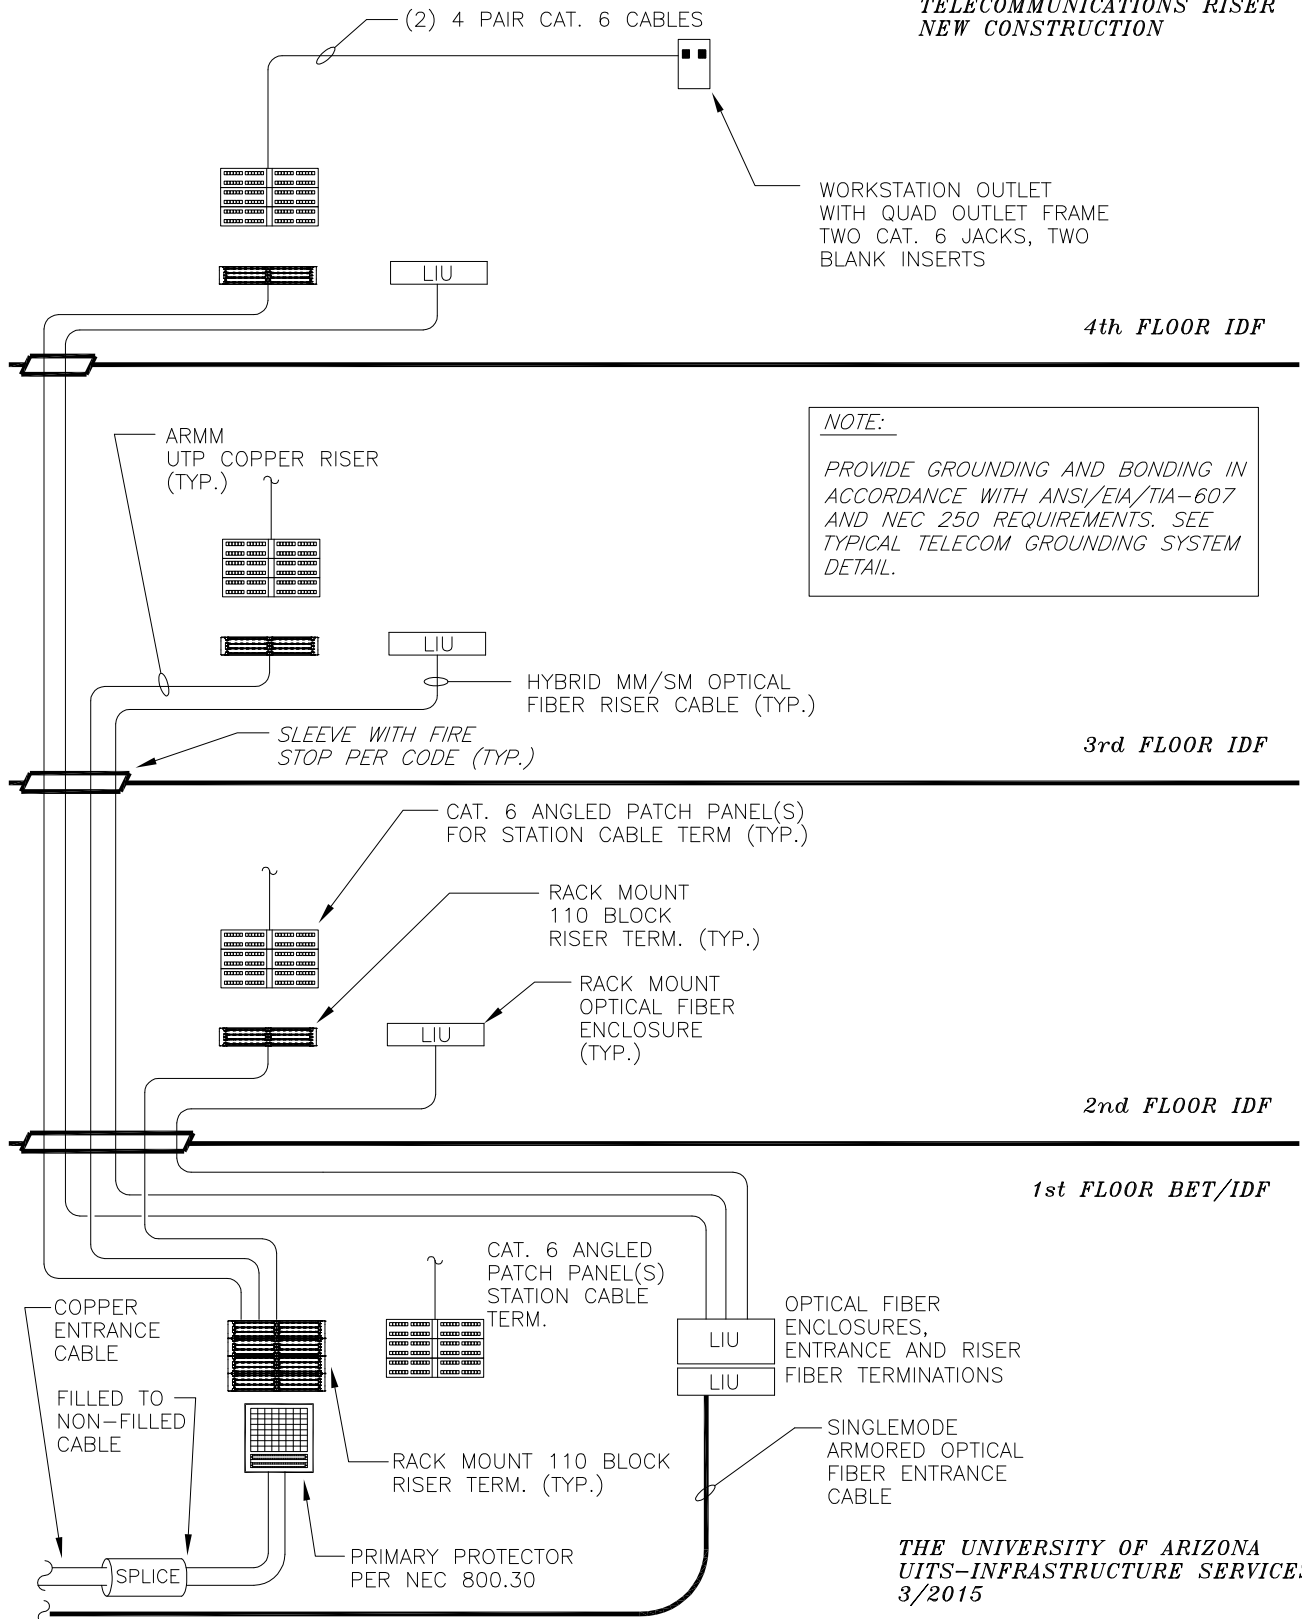 TELECOMMUNICATIONS RISER
NEW CONSTRUCTION
(2) 4 PAIR CAT. 6 CABLES
WORKSTATION OUTLET
WITH QUAD OUTLET FRAME
TWO CAT. 6 JACKS, TWO
BLANK INSERTS
LIU
4th FLOOR IDF
NOTE:
PROVIDE GROUNDING AND BONDING IN
ACCORDANCE WITH ANSI/EIA/TIA-607
AND NEC 250 REQUIREMENTS. SEE
TYPICAL TELECOM GROUNDING SYSTEM
DETAIL.
ARMM
UTP COPPER RISER
(TYP.)
LIU
HYBRID MM/SM OPTICAL
FIBER RISER CABLE (TYP.)
SLEEVE WITH FIRE
STOP PER CODE (TYP.)
3rd FLOOR IDF
CAT. 6 ANGLED PATCH PANEL(S)
FOR STATION CABLE TERM (TYP.)
RACK MOUNT
110 BLOCK
RISER TERM. (TYP.)
RACK MOUNT
OPTICAL FIBER
ENCLOSURE
(TYP.)
LIU
2nd FLOOR IDF
1st FLOOR BET/IDF
CAT. 6 ANGLED
PATCH PANEL(S)
STATION CABLE
TERM.
COPPER
ENTRANCE
CABLE
OPTICAL FIBER
ENCLOSURES,
ENTRANCE AND RISER
FIBER TERMINATIONS
LIU
LIU
FILLED TO
NON-FILLED
CABLE
SINGLEMODE
ARMORED OPTICAL
FIBER ENTRANCE
CABLE
RACK MOUNT 110 BLOCK
RISER TERM. (TYP.)
PRIMARY PROTECTOR
PER NEC 800.30
SPLICE
THE UNIVERSITY OF ARIZONA
UITS-INFRASTRUCTURE SERVICES
3/2015